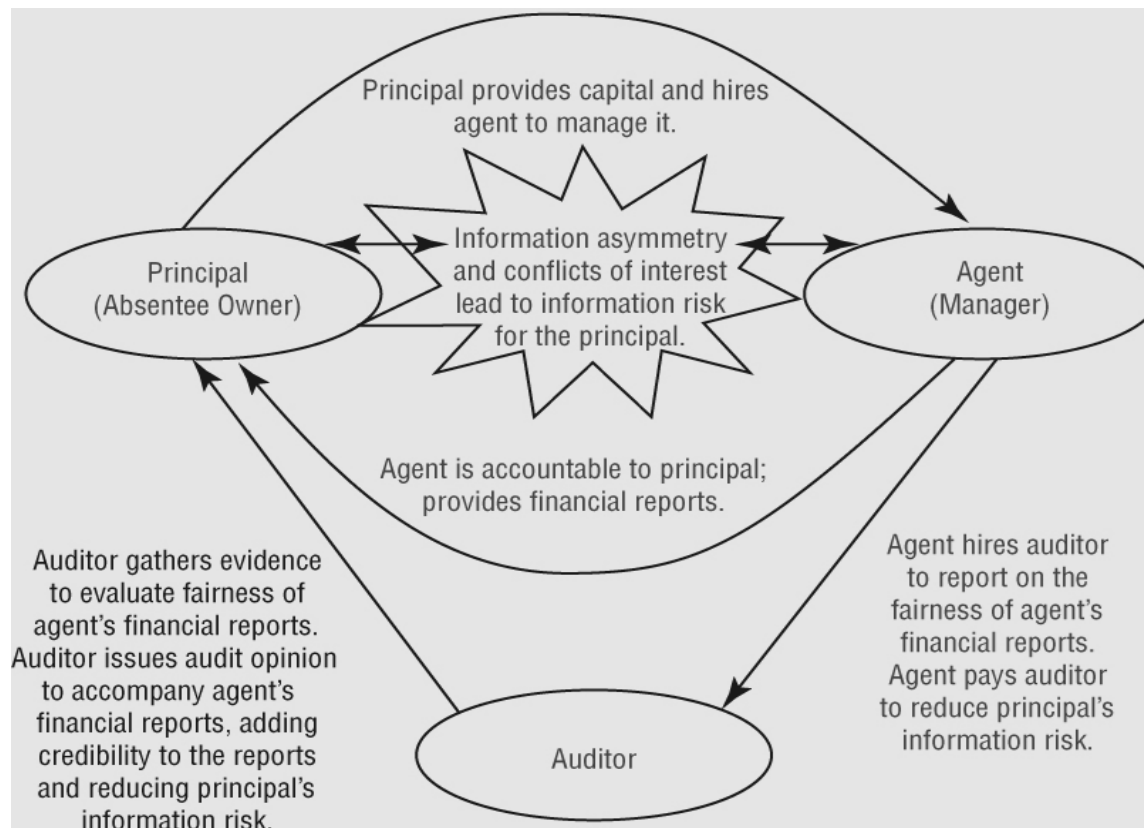 Principal provides capital and hires
agent to manage it.
Information asymmetry
and conflicts of interest
lead to information risk
for the principal.
Principal
(Absentee Owner)
Agent
(Manager)
Agent is accountable to principal;
provides financial reports.
Auditor gathers evidence
to evaluate fairness of
agent's financial reports.
Auditor issues audit opinion
to accompany agent's
financial reports, adding
credibility to the reports
and reducing principal's
information risk.
Agent hires auditor
to report on the
fairness of agent's
financial reports.
Agent pays auditor
to reduce principal's
information risk.
Auditor